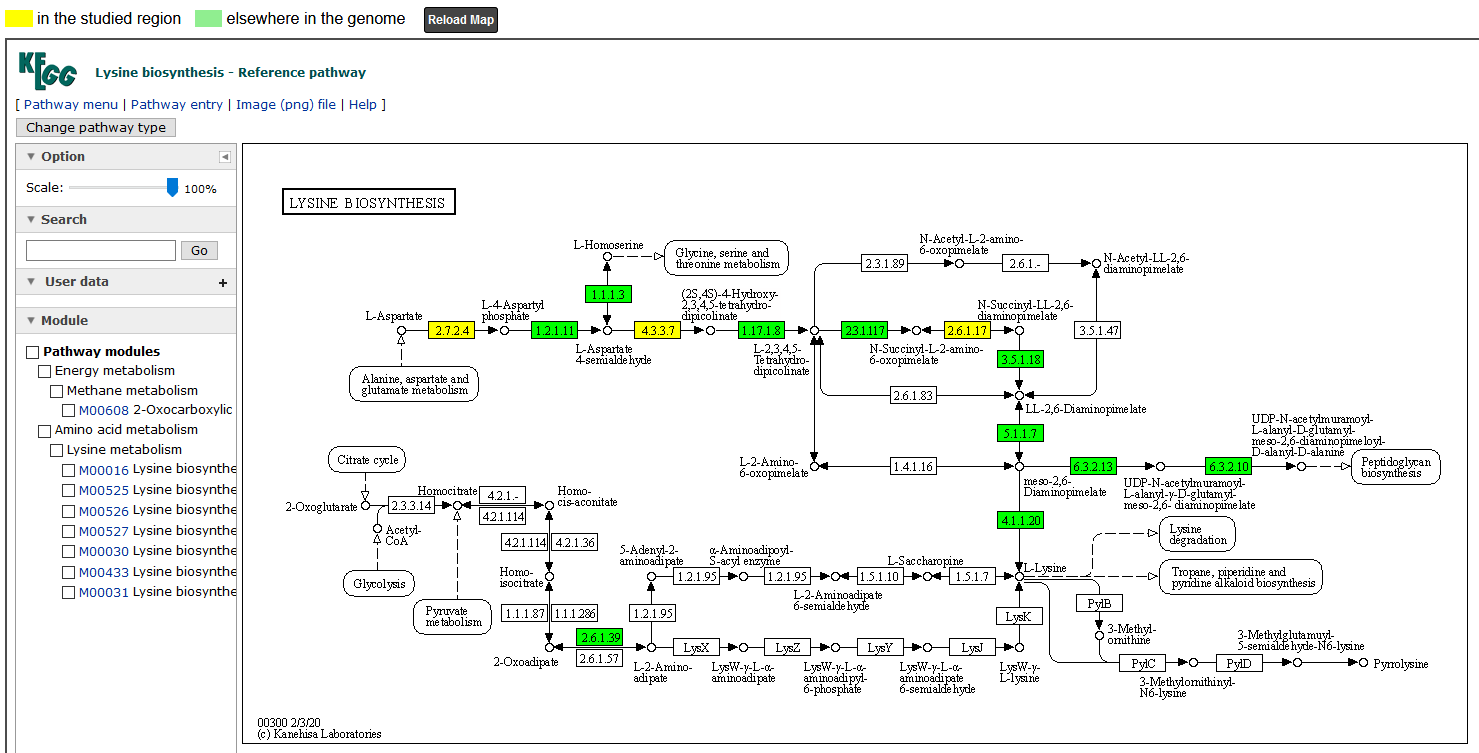 in the studied region
elsewhere in the genome
Reload Map
KEGG
Lysine biosynthesis - Reference pathway
[ Pathway menu | Pathway entry | Image (png) file | Help ]
Change pathway type
Option
Scale:
100%
Search
Go
User data
+
Module
Pathway modules
Energy metabolism
Methane metabolism
M00608 2-Oxocarboxylic
Amino acid metabolism
Lysine metabolism
M00016 Lysine biosynthe
M00525 Lysine biosynthe
M00526 Lysine biosynthe
M00527 Lysine biosynthe
M00030 Lysine biosynthe
M00433 Lysine biosynthe
M00031 Lysine biosynthe
LYSINE BIOSYNTHESIS
L-Homoserine
Glycine, serine and
threonine metabolism
N-Acetyl-L-2-amino-
6-oxopimelate
2.3.1.89
2.6.1.-
N-Acetyl-LL-2,6-
diaminopimelate
1.1.1.3
L-Aspartate
2.7.2.4
L-4-Aspartyl
phosphate
1.2.1.11
L-Aspartate
4-semialdehyde
4.3.3.7
(2S,4S)-4-Hydroxy-
2,3,4,5-tetrahydro-
dipicolinate
1.17.1.8
L-2,3,4,5-
Tetrahydro-
dipicolinate
2.3.1.117
N-Succinyl-L-2-amino-
6-oxopimelate
2.6.1.17
N-Succinyl-LL-2,6-
diaminopimelate
3.5.1.47
3.5.1.18
Alanine, aspartate and
glutamate metabolism
2.6.1.83
LL-2,6-Diaminopimelate
5.1.1.7
L-2-Amino-
6-oxopimelate
1.4.1.16
meso-2,6-
Diaminopimelate
6.3.2.13
UDP-N-acetylmuramoyl-
L-alanyl-γ-D-glutamyl-
meso-2,6- diaminopimelate
6.3.2.10
UDP-N-acetylmuramoyl-
L-alanyl-D-glutamyl-
meso-2,6-diaminopimeloyl-
D-alanyl-D-alanine
Peptidoglycan
biosynthesis
4.1.1.20
Citrate cycle
2-Oxoglutarate
2.3.3.14
Homocitrate
4.2.1.-
4.2.1.114
Homo-
cis-aconitate
Acetyl-
CoA
Glycolysis
Pyruvate
metabolism
4.2.1.114
4.2.1.36
Homo-
isocitrate
1.1.1.87
1.1.1.286
2-Oxoadipate
2.6.1.39
2.6.1.57
L-2-Amino-
adipate
1.2.1.95
5-Adenyl-2-
aminoadipate
1.2.1.95
α-Aminoadipoyl-
S-acyl enzyme
1.2.1.95
L-2-Aminoadipate
6-semialdehyde
1.5.1.10
L-Saccharopine
1.5.1.7
L-Lysine
Lysine
degradation
Tropane, piperidine and
pyridine alkaloid biosynthesis
LysX
LysW-γ-L-α-
aminoadipate
LysZ
LysW-γ-L-α-
aminoadipyl-
6-phosphate
LysY
LysW-γ-L-α-
aminoadipate
6-semialdehyde
LysJ
LysW-γ-
L-lysine
LysK
PylB
3-Methyl-
ornithine
PylC
3-Methylornithinyl-
N6-lysine
PylD
3-Methylglutamuyl-
5-semialdehyde-N6-lysine
Pyrrolysine
00300 2/3/20
(c) Kanehisa Laboratories